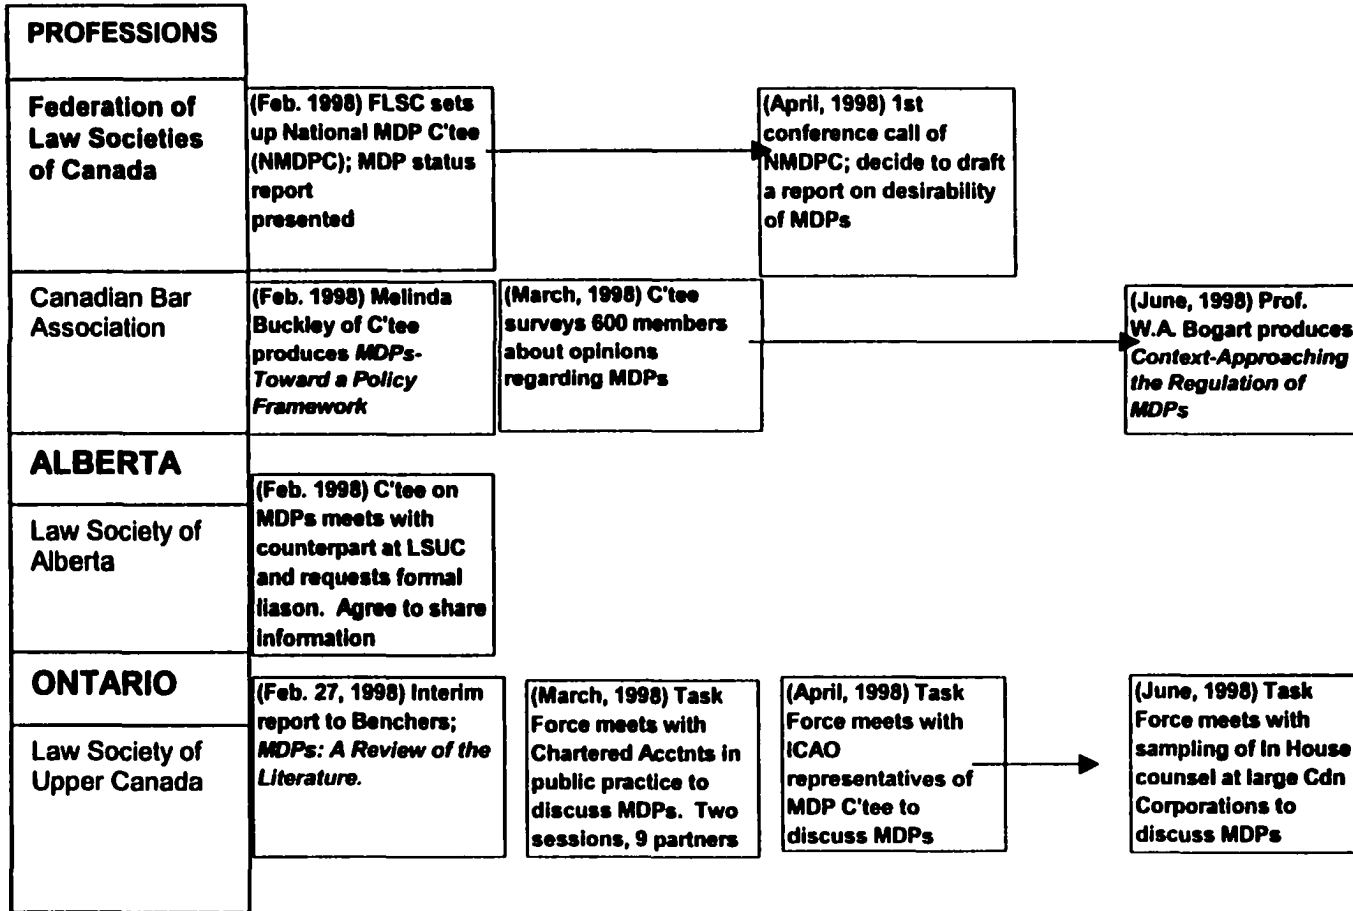 PROFESSIONS
Federation of
Law Societies
of Canada
(Feb. 1998) FLSC sets
up National MDP C'tee
(NMDPC); MDP status
report
presented
(April, 1998) 1st
conference call of
NMDPC; decide to draft
a report on desirability
of MDPs
Canadian Bar
Association
(Feb. 1998) Melinda
Buckley of C'tee
produces MDPs-
Toward a Policy
Framework
(March, 1998) C'tee
surveys 600 members
about opinions
regarding MDPs
(June, 1998) Prof.
W.A. Bogart produces
Context-Approaching
the Regulation of
MDPs
ALBERTA
Law Society of
Alberta
(Feb. 1998) C'tee on
MDPs meets with
counterpart at LSUC
and requests formal
liason. Agree to share
information
ONTARIO
Law Society of
Upper Canada
(Feb. 27, 1998) Interim
report to Benchers;
MDPs: A Review of the
Literature.
(March, 1998) Task
Force meets with
Chartered Acctnts in
public practice to
discuss MDPs. Two
sessions, 9 partners
(April, 1998) Task
Force meets with
ICAO
representatives of
MDP C'tee to
discuss MDPs
(June, 1998) Task
Force meets with
sampling of In House
counsel at large Cdn
Corporations to
discuss MDPs